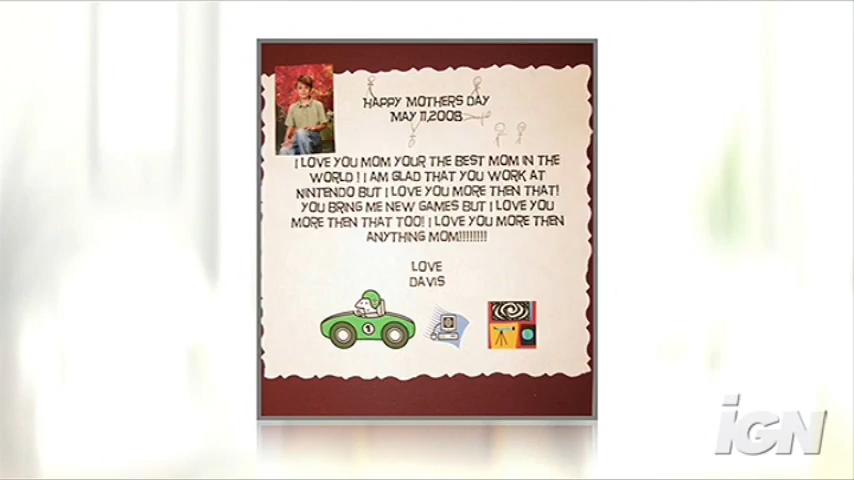 HAPPY MOTHERS DAY
MAY 11,2008
I LOVE YOU MOM YOUR THE BEST MOM IN THE
WORLD ! I AM GLAD THAT YOU WORK AT
NINTENDO BUT I LOVE YOU MORE THEN THAT!
YOU BRING ME NEW GAMES BUT I LOVE YOU
MORE THEN THAT TOO! I LOVE YOU MORE THEN
ANYTHING MOM!!!!!!!!
LOVE
DAVIS
1
iGN